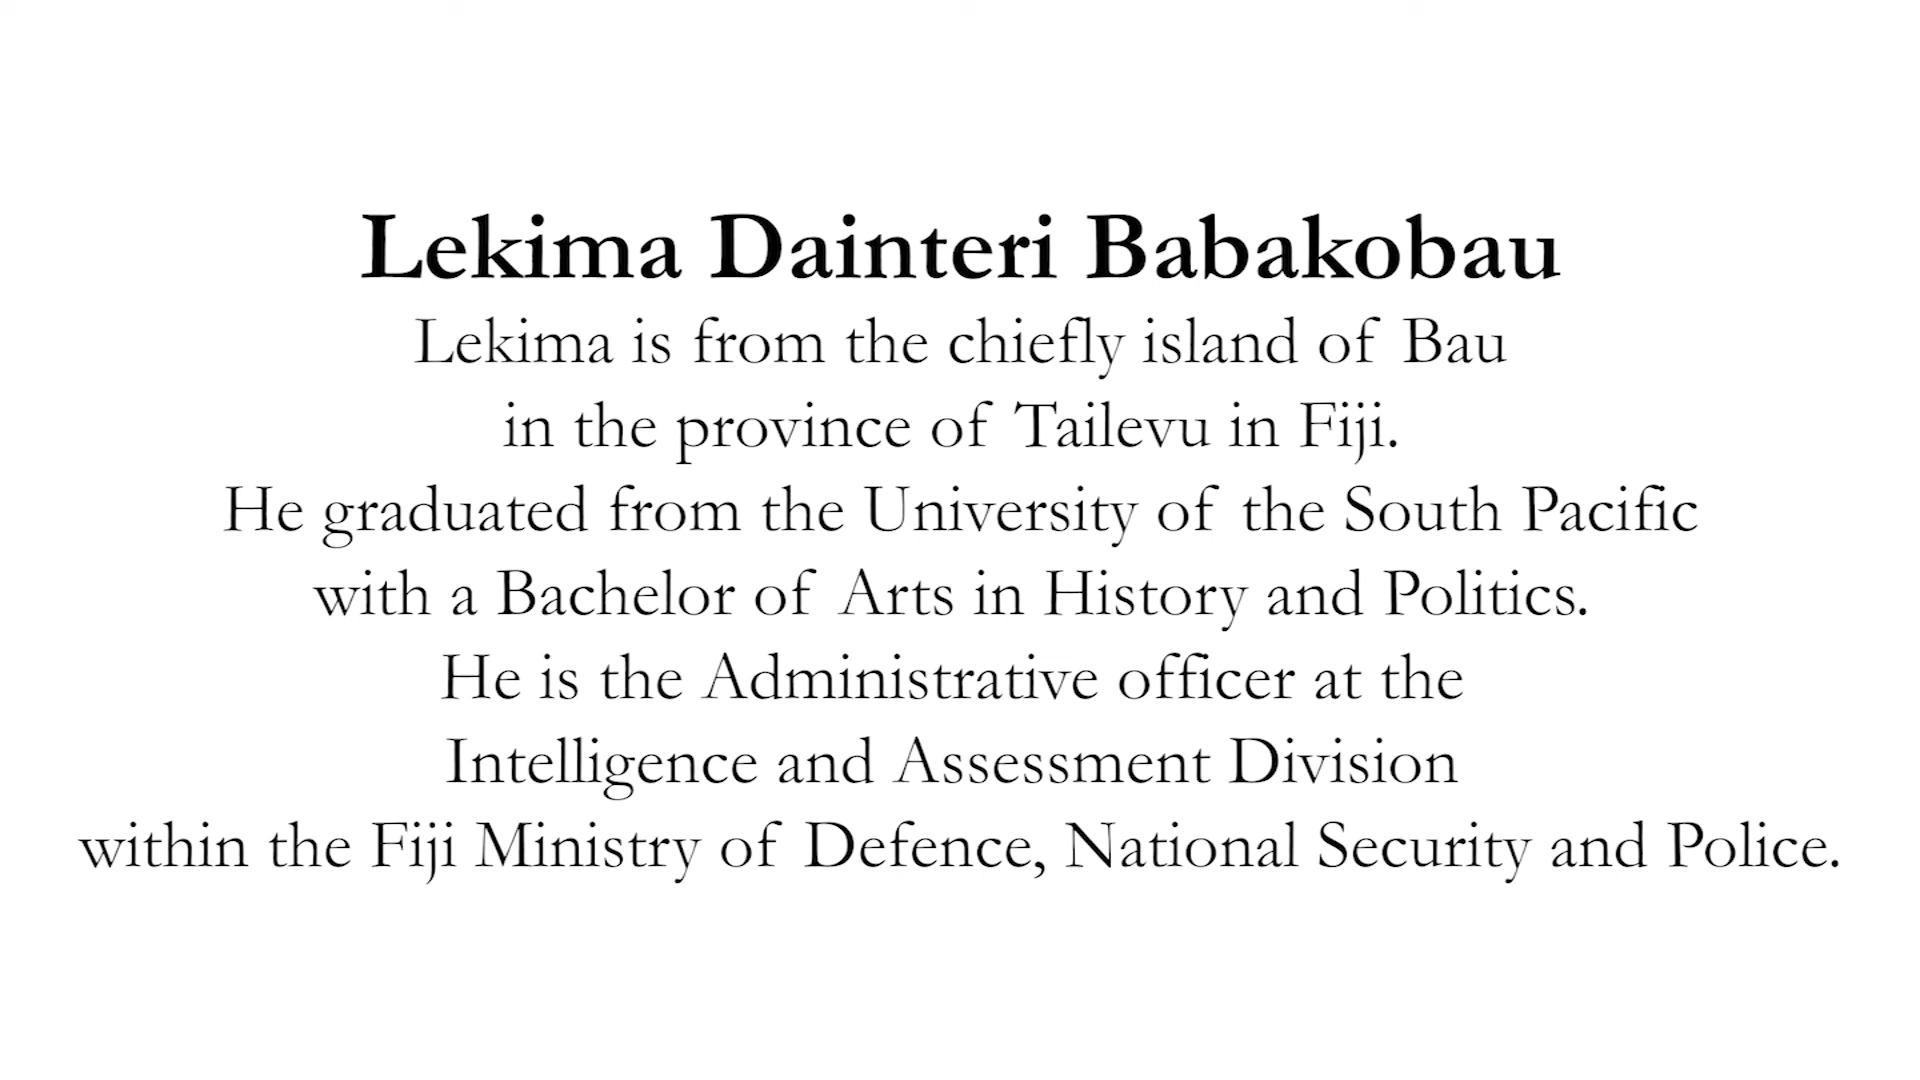 Lekima Dainteri Babakobau
Lekima is from the chiefly island of Bau
in the province of Tailevu in Fiji.
He graduated from the University of the South Pacific
with a Bachelor of Arts in History and Politics.
He is the Administrative officer at the
Intelligence and Assessment Division
within the Fiji Ministry of Defence, National Security and Police.